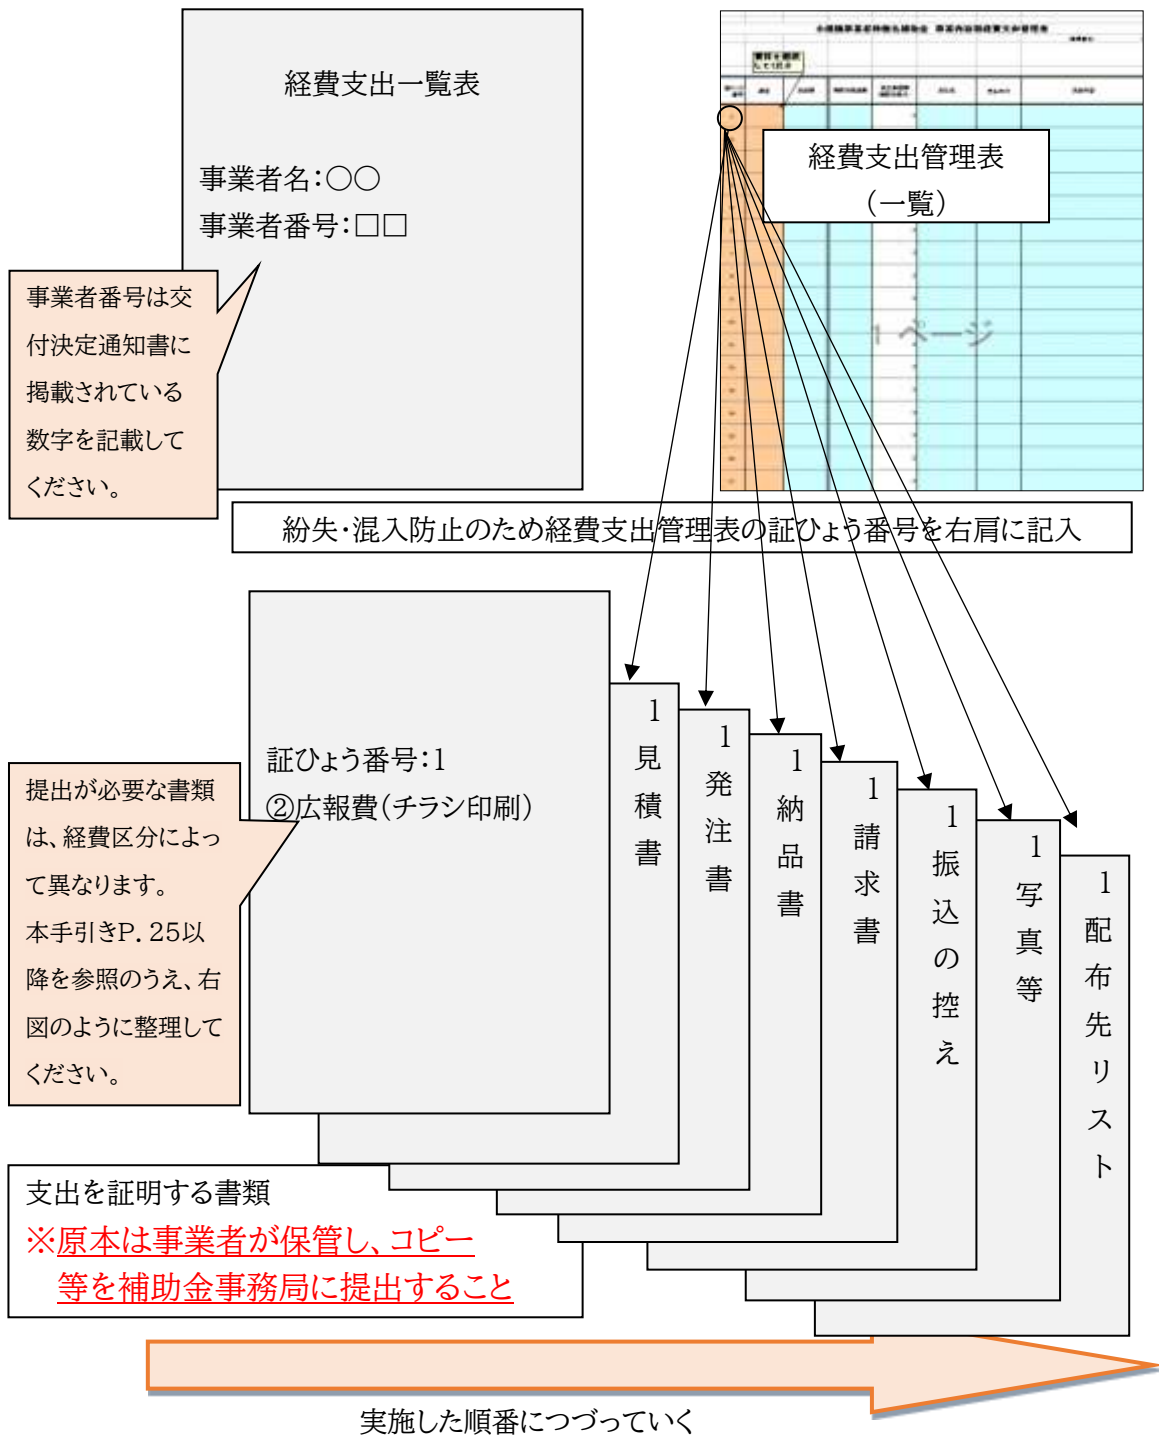 経費支出一覧表
事業者名:○○
事業者番号:□□
事業者番号は交
付決定通知書に
掲載されている
数字を記載して
ください。
経費支出管理表
(一覧)
1 ページ
紛失・混入防止のため経費支出管理表の証ひょう番号を右肩に記入
証ひょう番号:1
②広報費(チラシ印刷)
提出が必要な書類
は、経費区分によっ
て異なります。
本手引きP.25以
降を参照のうえ、右
図のように整理して
ください。
1見積書
1発注書
1納品書
1請求書
1振込の控え
1写真等
1配布先リスト
支出を証明する書類
※原本は事業者が保管し、コピー
等を補助金事務局に提出すること
実施した順番につづっていく